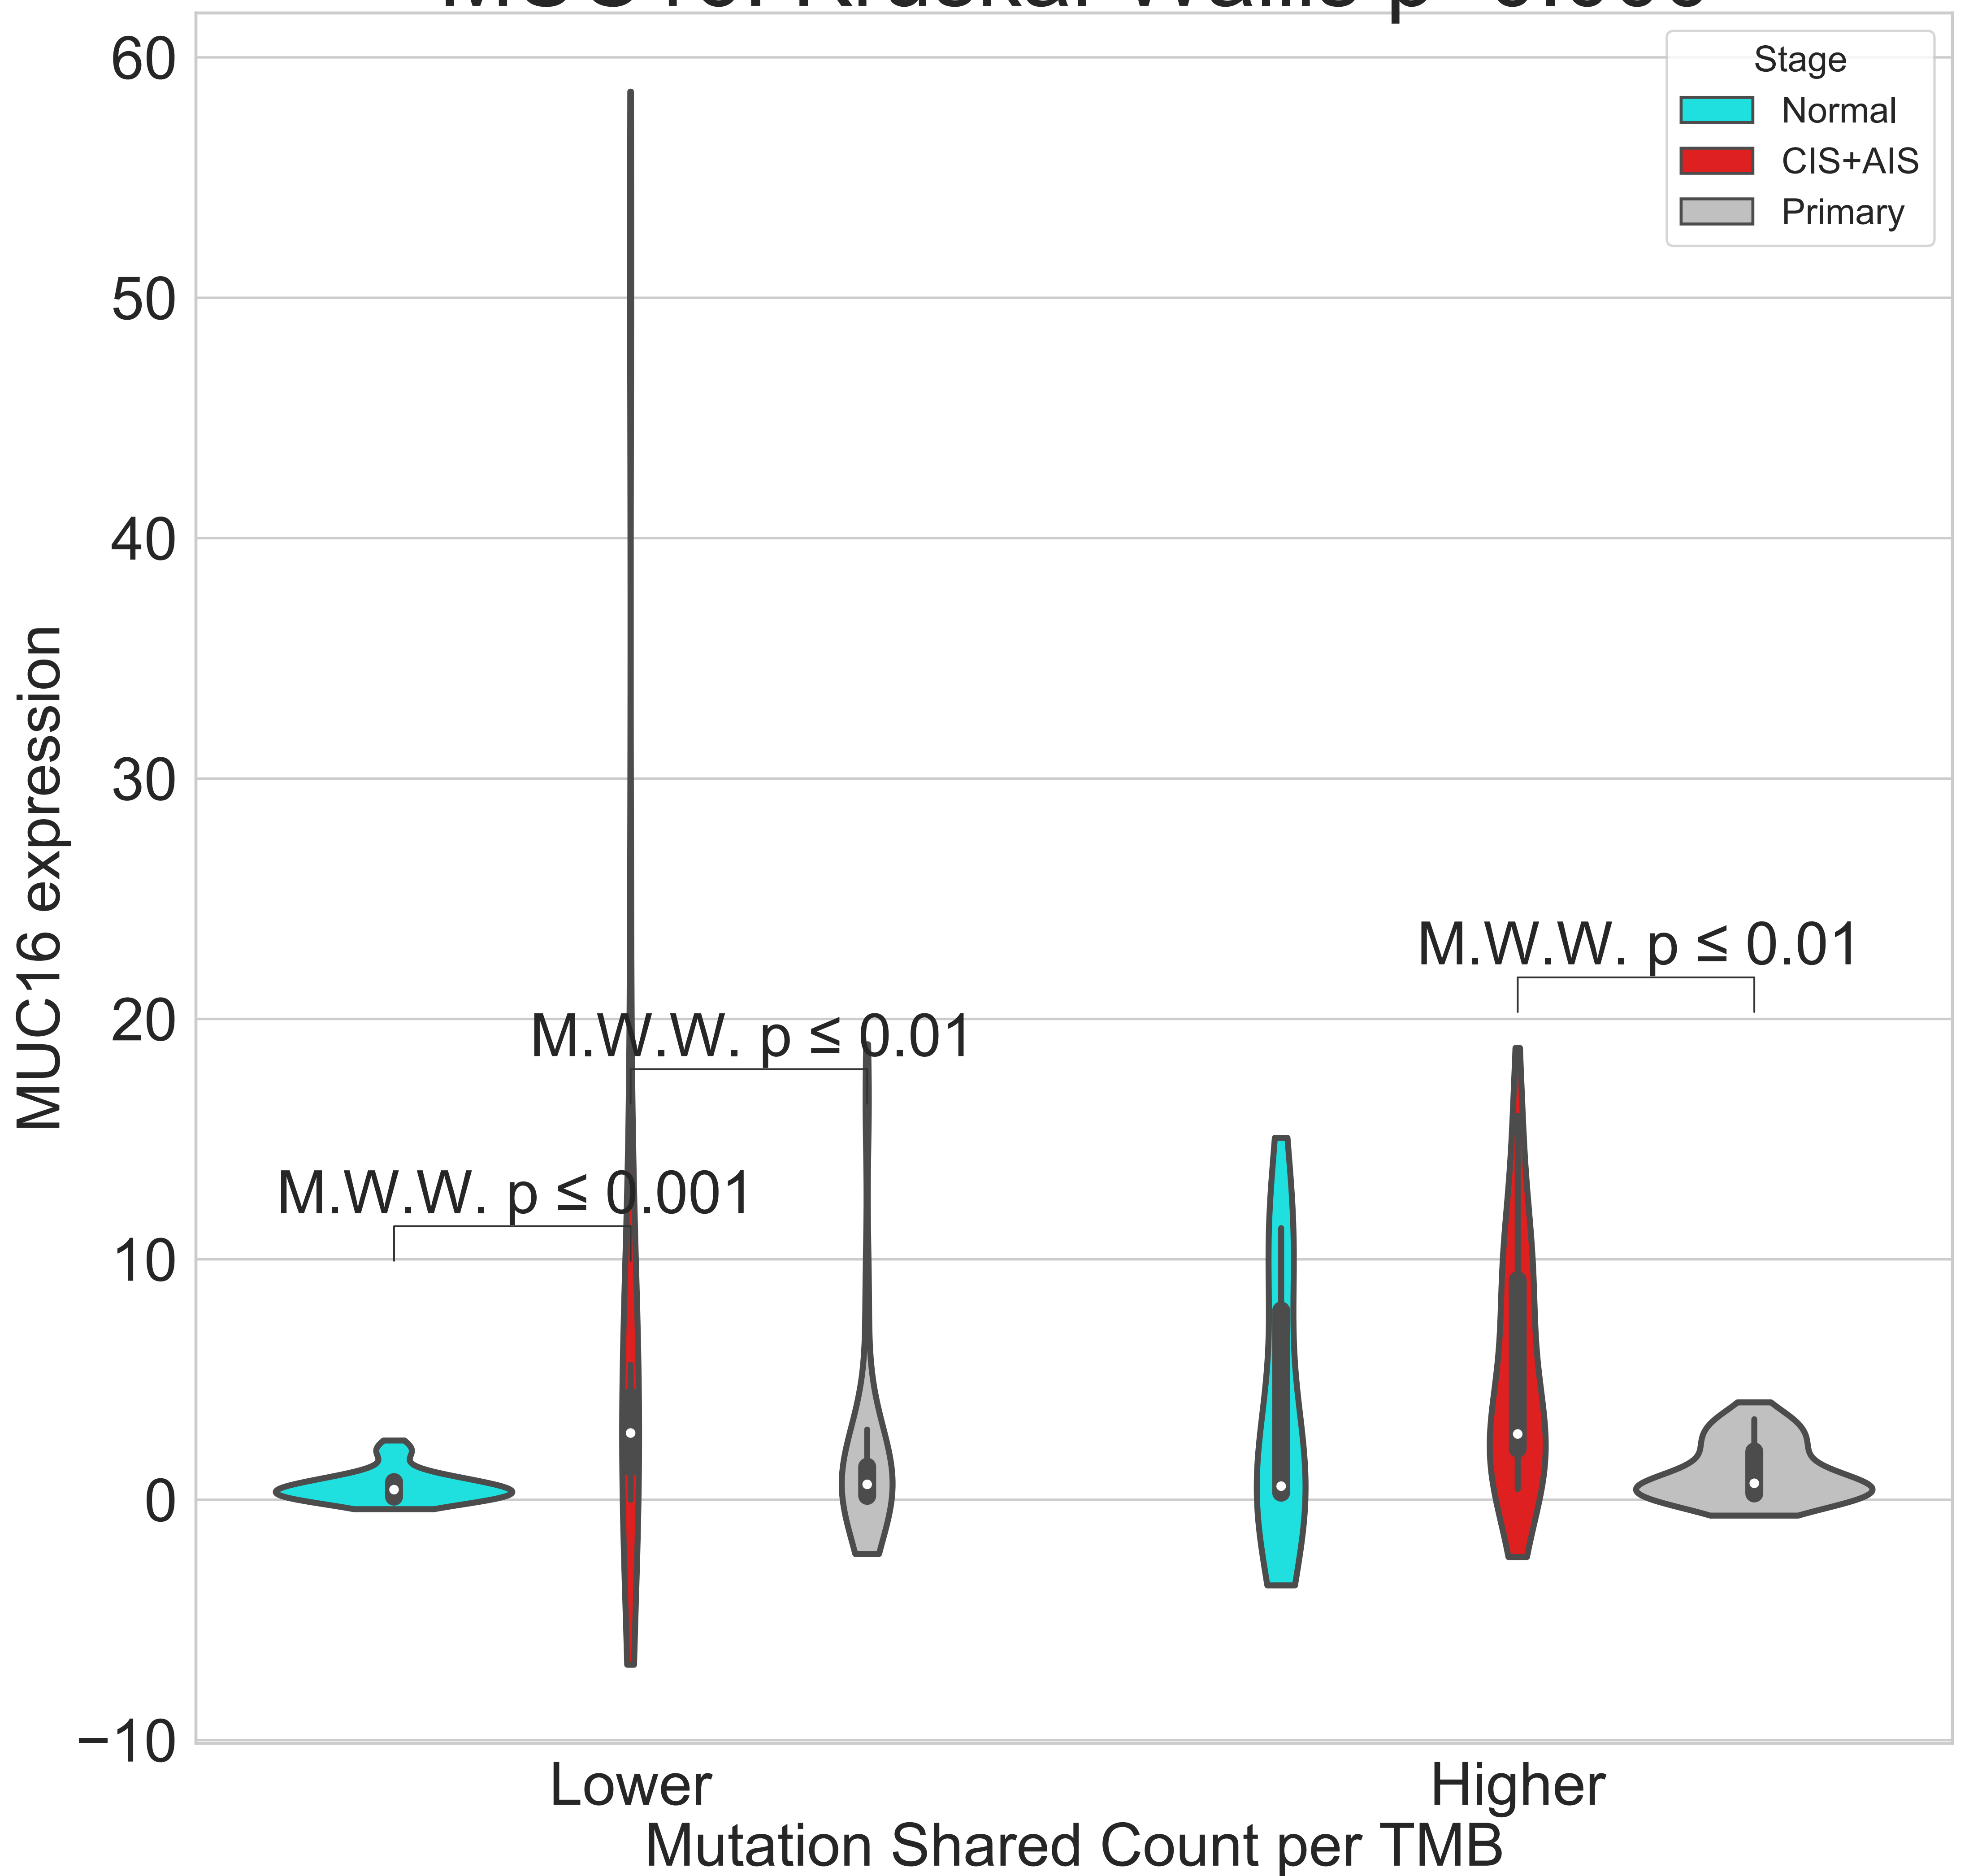 60
50
40
30
20
10
0
−10
MUC16 expression
Stage
Normal
CIS+AIS
Primary
M.W.W. p ≤ 0.01
M.W.W. p ≤ 0.01
M.W.W. p ≤ 0.001
Lower
Higher
Mutation Shared Count per TMB